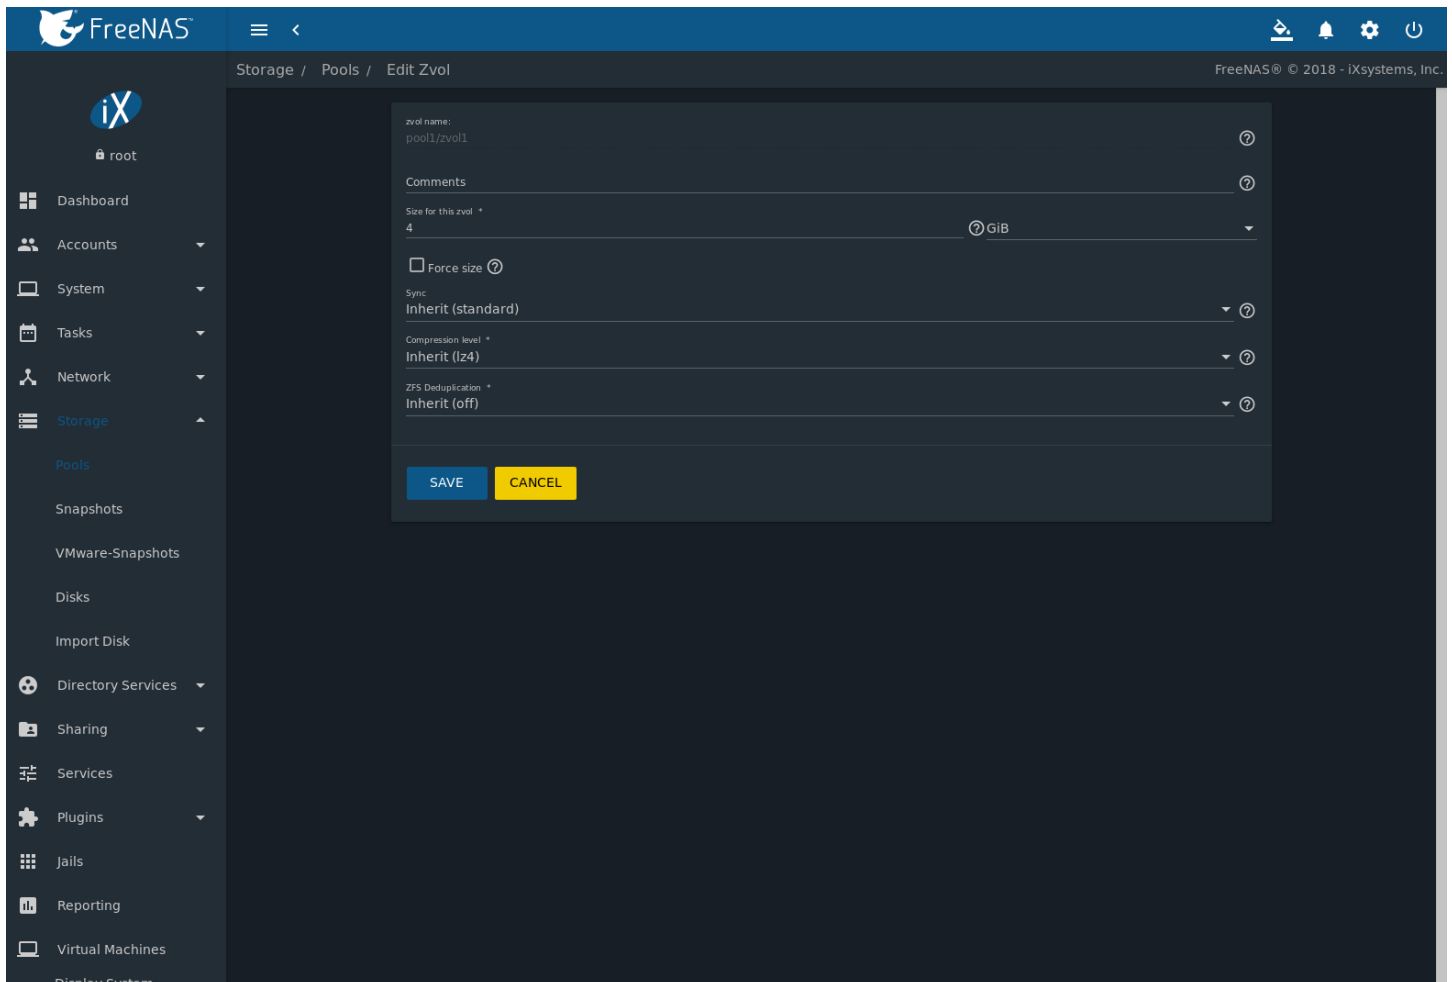 FreeNAS™
Storage / Pools / Edit Zvol
FreeNAS® © 2018 - iXsystems, Inc.
iX
root
Dashboard
Accounts
System
Tasks
Network
Storage
Pools
Snapshots
VMware-Snapshots
Disks
Import Disk
Directory Services
Sharing
Services
Plugins
Jails
Reporting
Virtual Machines
Display System
zvol name:
pool1/zvol1
Comments
Size for this zvol *
4
GiB
Force size
Sync
Inherit (standard)
Compression level *
Inherit (lz4)
ZFS Deduplication *
Inherit (off)
SAVE
CANCEL